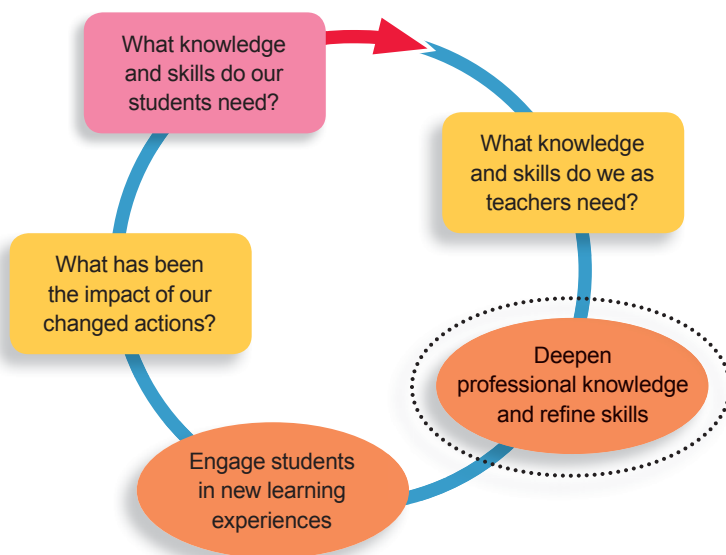 What knowledge
and skills do our
students need?
What knowledge
and skills do we as
teachers need?
Deepen
professional knowledge
and refine skills
Engage students
in new learning
experiences
What has been
the impact of our
changed actions?